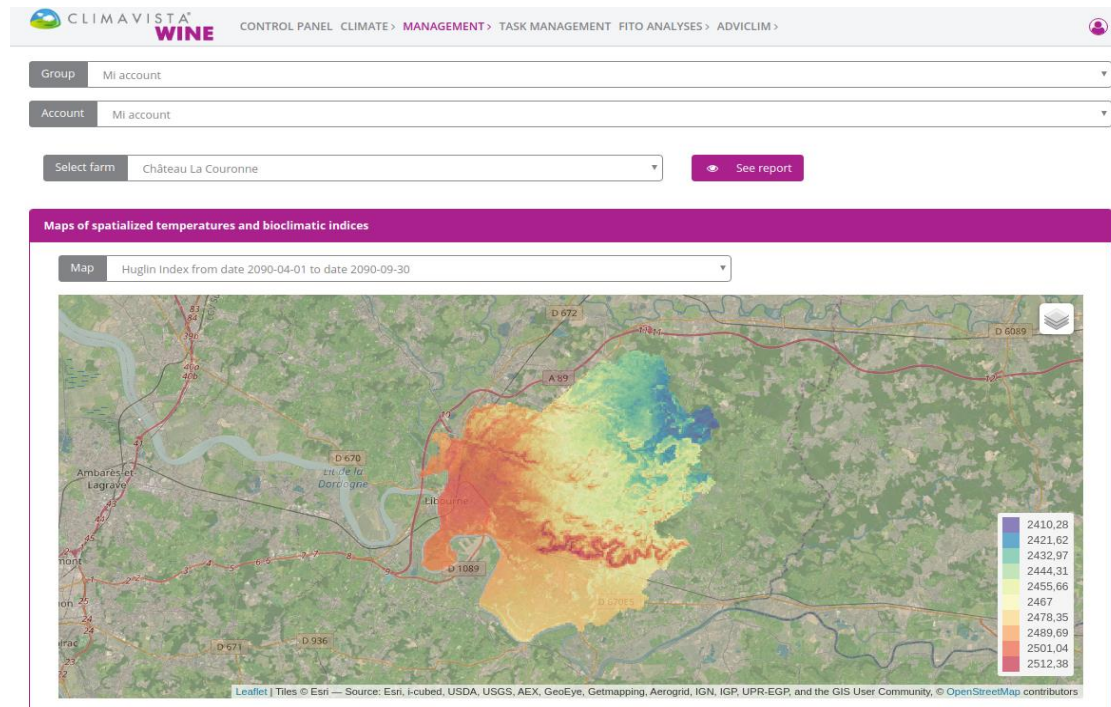 CLIMAVISTA
WINE
CONTROL PANEL CLIMATE > MANAGEMENT > TASK MANAGEMENT FITO ANALYSES > ADVICLIM >
Group Mi account
Account Mi account
Select farm Château La Couronne
See report
Maps of spatialized temperatures and bioclimatic indices
Map Huglin Index from date 2090-04-01 to date 2090-09-30
D 672
11
D 6089
A 89
D 670
L'Île de la
Dordogne
Ambarès-et-
Lagrave
Libourne
D 1089
D 936
D 671
2410,28
2421,62
2432,97
2444,31
2455,66
2467
2478,35
2489,69
2501,04
2512,38
Leaflet | Tiles © Esri — Source: Esri, i-cubed, USDA, USGS, AEX, GeoEye, Getmapping, Aerogrid, IGN, IGP, UPR-EGP, and the GIS User Community, © OpenStreetMap contributors